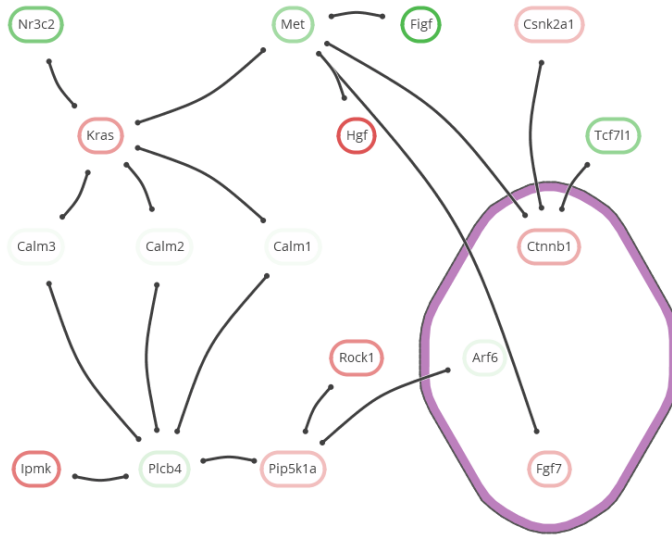 Nr3c2
Met
Figf
Csnk2a1
Kras
Hgf
Tcf7l1
Calm3
Calm2
Calm1
Ctnnb1
Rock1
Arf6
Ipmk
Plcb4
Pip5k1a
Fgf7